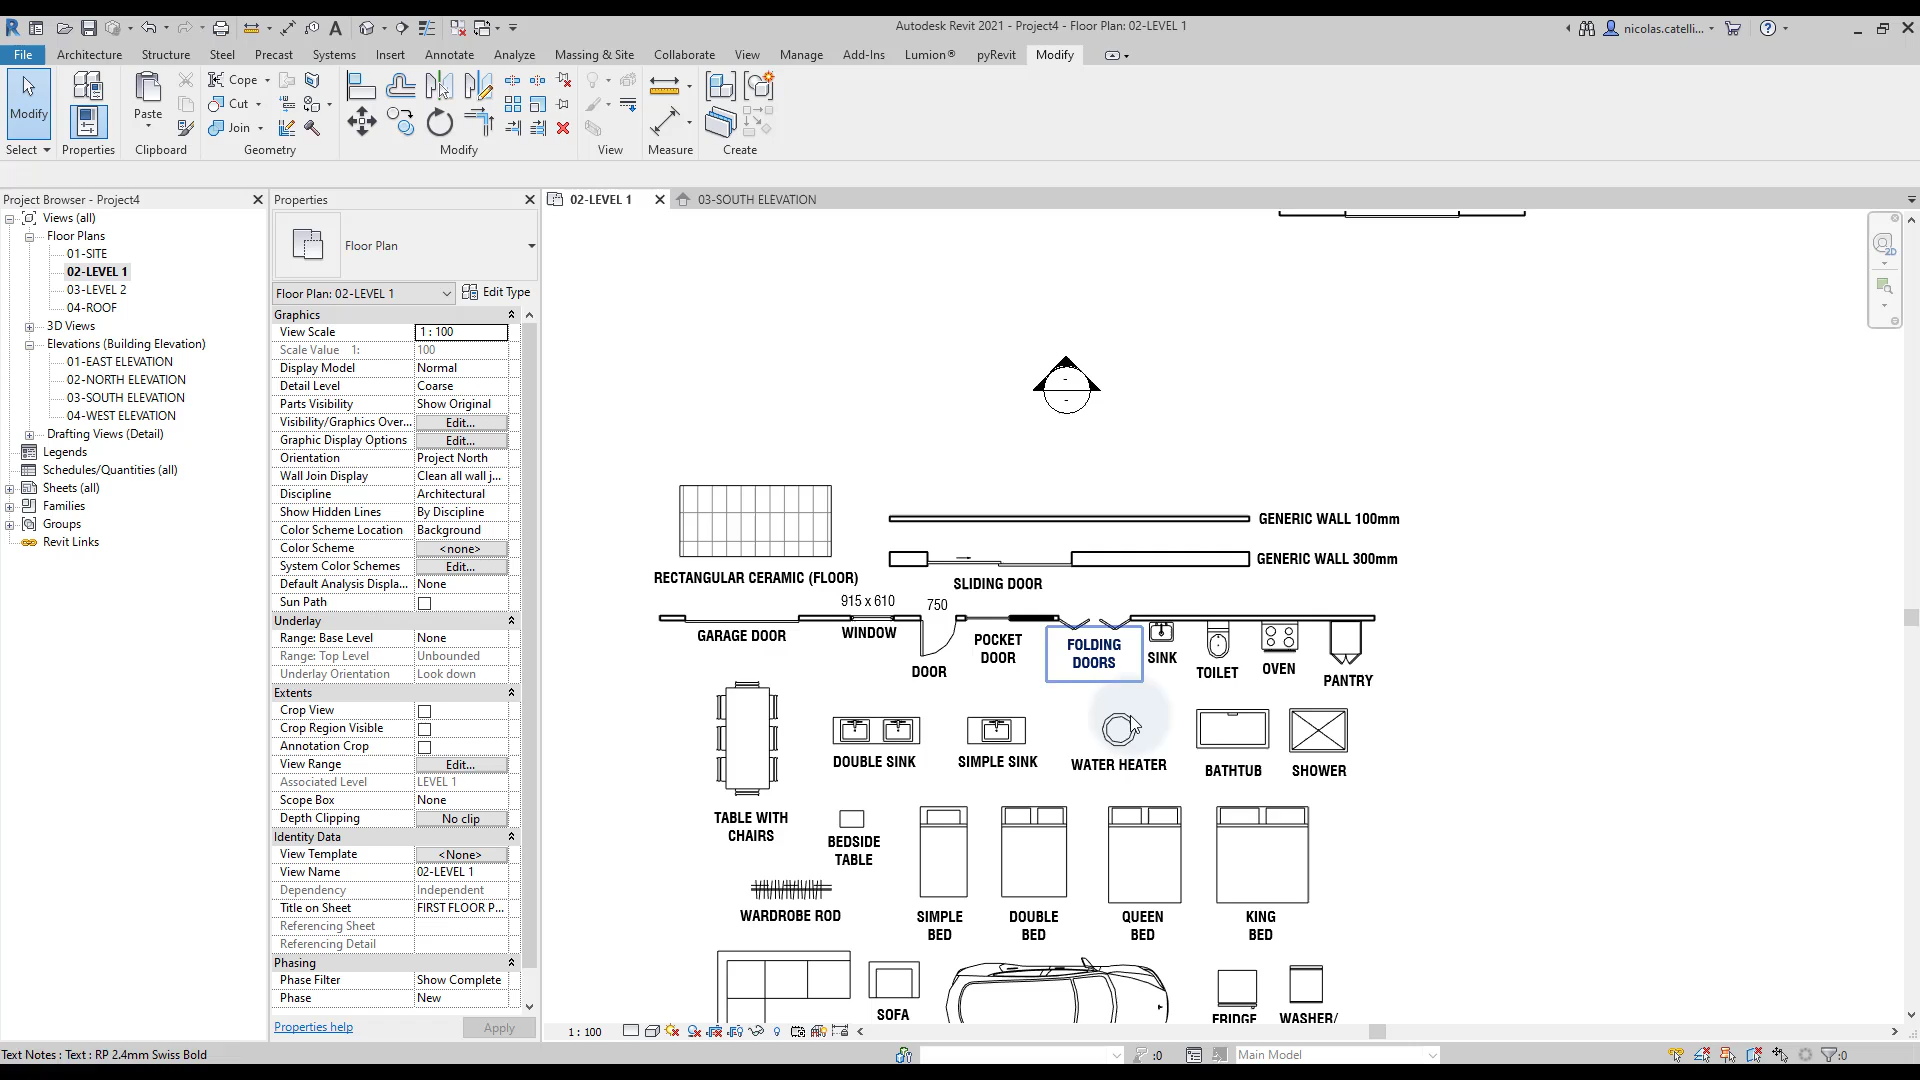 Autodesk Revit 2021 - Project4 - Floor Plan: 02-LEVEL 1
nicolas.catelli...
File Architecture Structure Steel Precast Systems Insert Annotate Analyze Massing & Site Collaborate View Manage Add-Ins Lumion® pyRevit Modify
Modify
Paste
Cope
Cut
Join
Select Properties Clipboard Geometry Modify View Measure Create
Project Browser - Project4
Views (all)
Floor Plans
01-SITE
02-LEVEL 1
03-LEVEL 2
04-ROOF
3D Views
Elevations (Building Elevation)
01-EAST ELEVATION
02-NORTH ELEVATION
03-SOUTH ELEVATION
04-WEST ELEVATION
Drafting Views (Detail)
Legends
Schedules/Quantities (all)
Sheets (all)
Families
Groups
Revit Links
Properties
Floor Plan
Floor Plan: 02-LEVEL 1 Edit Type
Graphics
View Scale 1 : 100
Scale Value 1: 100
Display Model Normal
Detail Level Coarse
Parts Visibility Show Original
Visibility/Graphics Over... Edit...
Graphic Display Options Edit...
Orientation Project North
Wall Join Display Clean all wall j...
Discipline Architectural
Show Hidden Lines By Discipline
Color Scheme Location Background
Color Scheme <none>
System Color Schemes Edit...
Default Analysis Displa... None
Sun Path
Underlay
Range: Base Level None
Range: Top Level Unbounded
Underlay Orientation Look down
Extents
Crop View
Crop Region Visible
Annotation Crop
View Range Edit...
Associated Level LEVEL 1
Scope Box None
Depth Clipping No clip
Identity Data
View Template <None>
View Name 02-LEVEL 1
Dependency Independent
Title on Sheet FIRST FLOOR P...
Referencing Sheet
Referencing Detail
Phasing
Phase Filter Show Complete
Phase New
Properties help Apply
02-LEVEL 1 03-SOUTH ELEVATION
2D
GENERIC WALL 100mm
GENERIC WALL 300mm
RECTANGULAR CERAMIC (FLOOR)
SLIDING DOOR
915 x 610
750
GARAGE DOOR
WINDOW
DOOR
POCKET
DOOR
FOLDING
DOORS
SINK
TOILET
OVEN
PANTRY
DOUBLE SINK
SIMPLE SINK
WATER HEATER
BATHTUB
SHOWER
TABLE WITH
CHAIRS
BEDSIDE
TABLE
WARDROBE ROD
SIMPLE
BED
DOUBLE
BED
QUEEN
BED
KING
BED
SOFA
FRIDGE
WASHER/
1 : 100
Text Notes : Text : RP 2.4mm Swiss Bold
:0
Main Model
:0